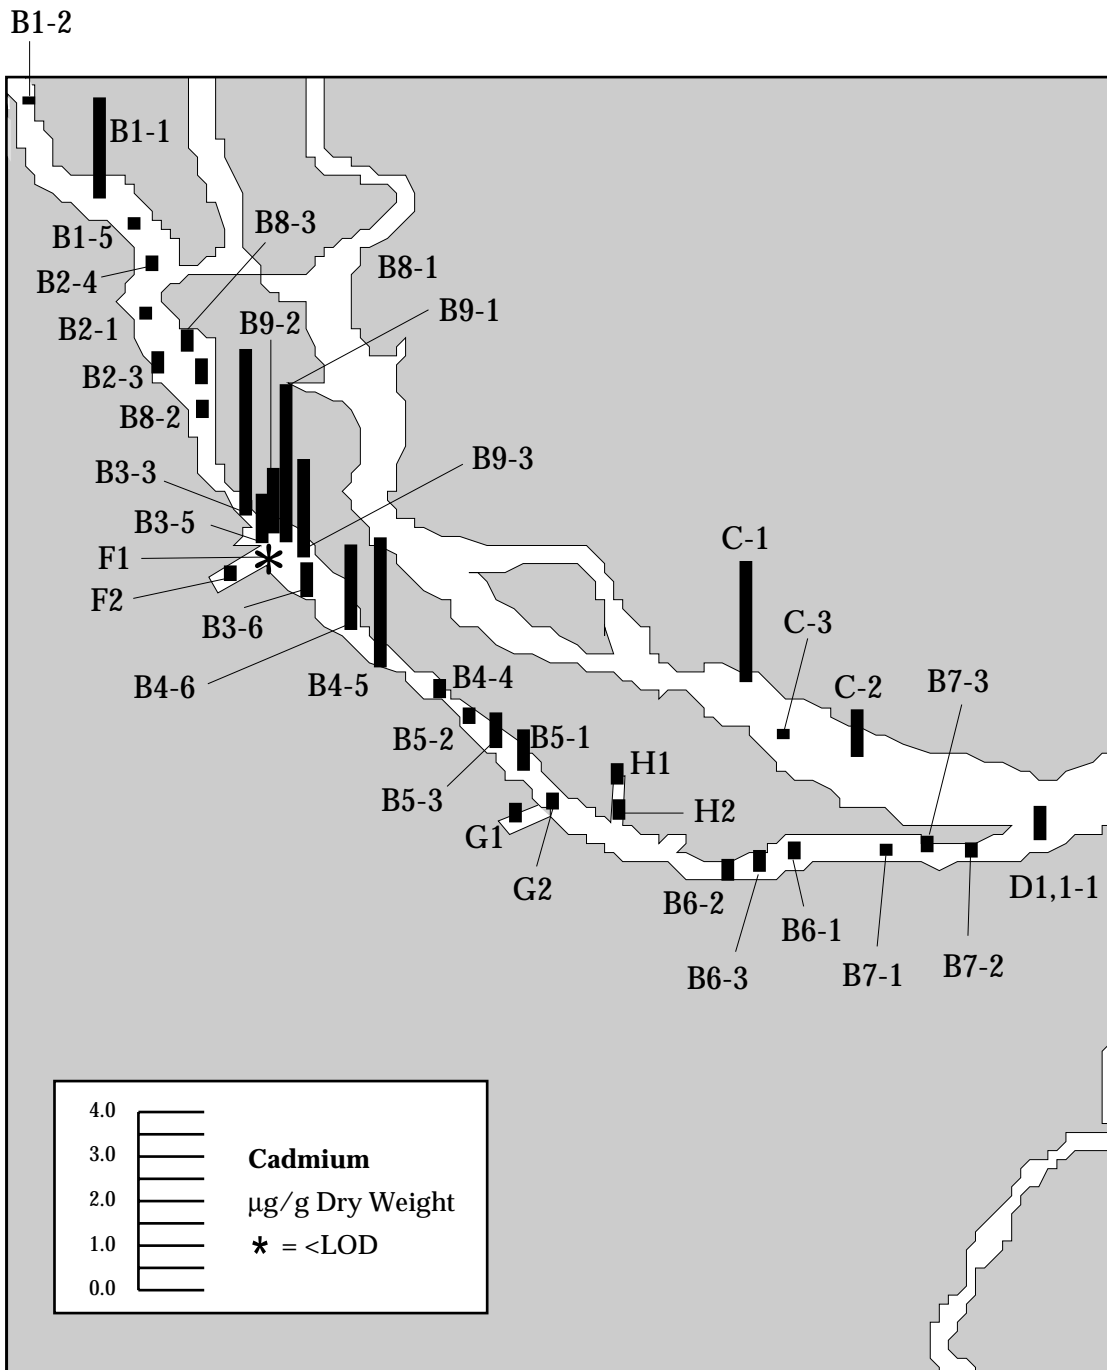 B1-2
B1-1
B1-5
B8-3
B2-4
B8-1
B2-1
B9-2
B9-1
B2-3
B8-2
B3-3
B9-3
B3-5
F1
C-1
F2
B3-6
C-3
B4-6
B4-5
B4-4
C-2
B7-3
B5-2
B5-1
H1
B5-3
H2
G1
G2
B6-2
D1,1-1
B6-1
B6-3
B7-1
B7-2
4.0
3.0
2.0
1.0
0.0
Cadmium
µg/g Dry Weight
* = <LOD